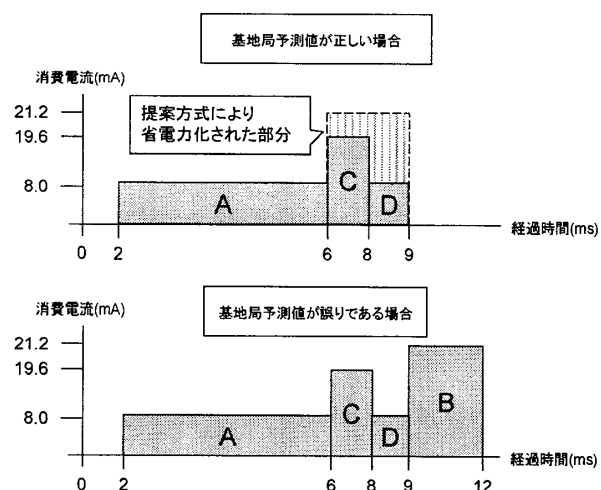 基地局予測値が正しい場合
消費電流(mA)
21.2
19.6
8.0
提案方式により
省電力化された部分
A
C
D
0
2
6
8
9
経過時間(ms)
基地局予測値が誤りである場合
消費電流(mA)
21.2
19.6
8.0
A
C
D
B
0
2
6
8
9
12
経過時間(ms)